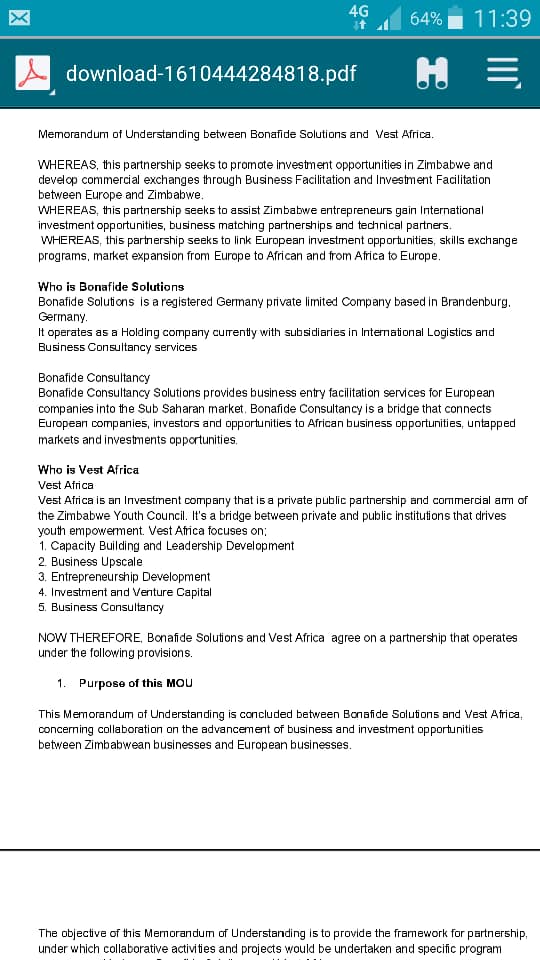 4G 64% 11:39
download-1610444284818.pdf
Memorandum of Understanding between Bonafide Solutions and Vest Africa.
WHEREAS, this partnership seeks to promote investment opportunities in Zimbabwe and
develop commercial exchanges through Business Facilitation and Investment Facilitation
between Europe and Zimbabwe.
WHEREAS, this partnership seeks to assist Zimbabwe entrepreneurs gain International
investment opportunities, business matching partnerships and technical partners.
WHEREAS, this partnership seeks to link European investment opportunities, skills exchange
programs, market expansion from Europe to African and from Africa to Europe.
Who is Bonafide Solutions
Bonafide Solutions is a registered Germany private limited Company based in Brandenburg,
Germany.
It operates as a Holding company currently with subsidiaries in International Logistics and
Business Consultancy services
Bonafide Consultancy
Bonafide Consultancy Solutions provides business entry facilitation services for European
companies into the Sub Saharan market. Bonafide Consultancy is a bridge that connects
European companies, investors and opportunities to African business opportunities, untapped
markets and investments opportunities.
Who is Vest Africa
Vest Africa
Vest Africa is an Investment company that is a private public partnership and commercial arm of
the Zimbabwe Youth Council. It's a bridge between private and public institutions that drives
youth empowerment. Vest Africa focuses on;
1. Capacity Building and Leadership Development
2. Business Upscale
3. Entrepreneurship Development
4. Investment and Venture Capital
5. Business Consultancy
NOW THEREFORE, Bonafide Solutions and Vest Africa agree on a partnership that operates
under the following provisions.
1. Purpose of this MOU
This Memorandum of Understanding is concluded between Bonafide Solutions and Vest Africa,
concerning collaboration on the advancement of business and investment opportunities
between Zimbabwean businesses and European businesses.
The objective of this Memorandum of Understanding is to provide the framework for partnership,
under which collaborative activities and projects would be undertaken and specific program